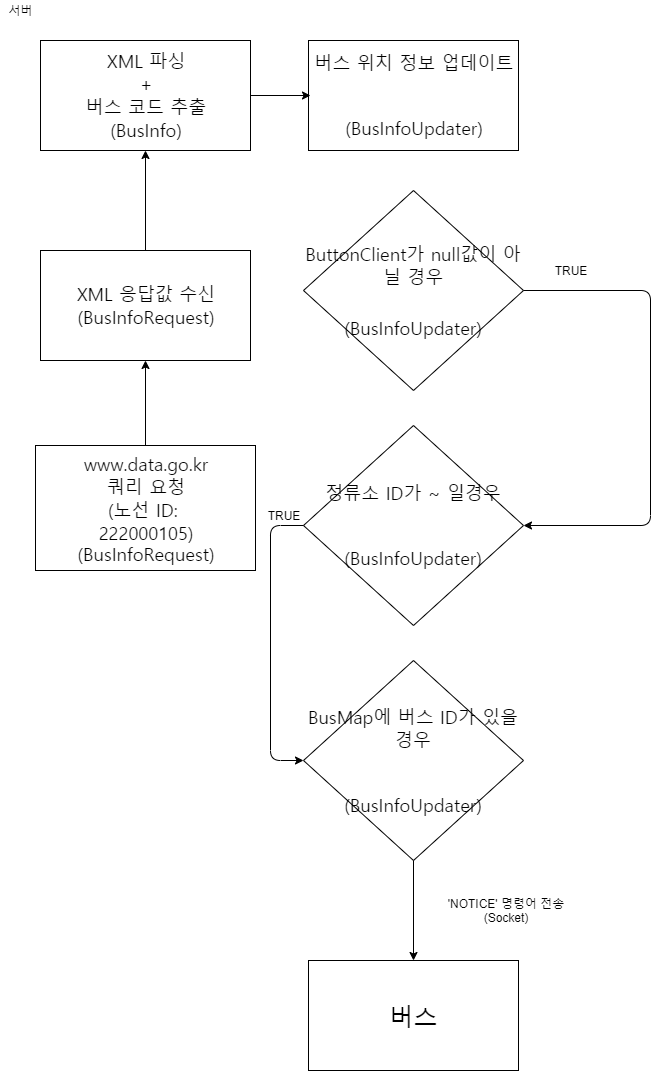 서버
XML 파싱
+
버스 코드 추출
(BusInfo)
버스 위치 정보 업데이트
(BusInfoUpdater)
XML 응답값 수신
(BusInfoRequest)
www.data.go.kr
쿼리 요청
(노선 ID:
222000105)
(BusInfoRequest)
ButtonClient가 null값이 아
닐 경우
(BusInfoUpdater)
TRUE
정류소 ID가 ~ 일경우
(BusInfoUpdater)
TRUE
BusMap에 버스 ID가 있을
경우
(BusInfoUpdater)
'NOTICE' 명령어 전송
(Socket)
버스